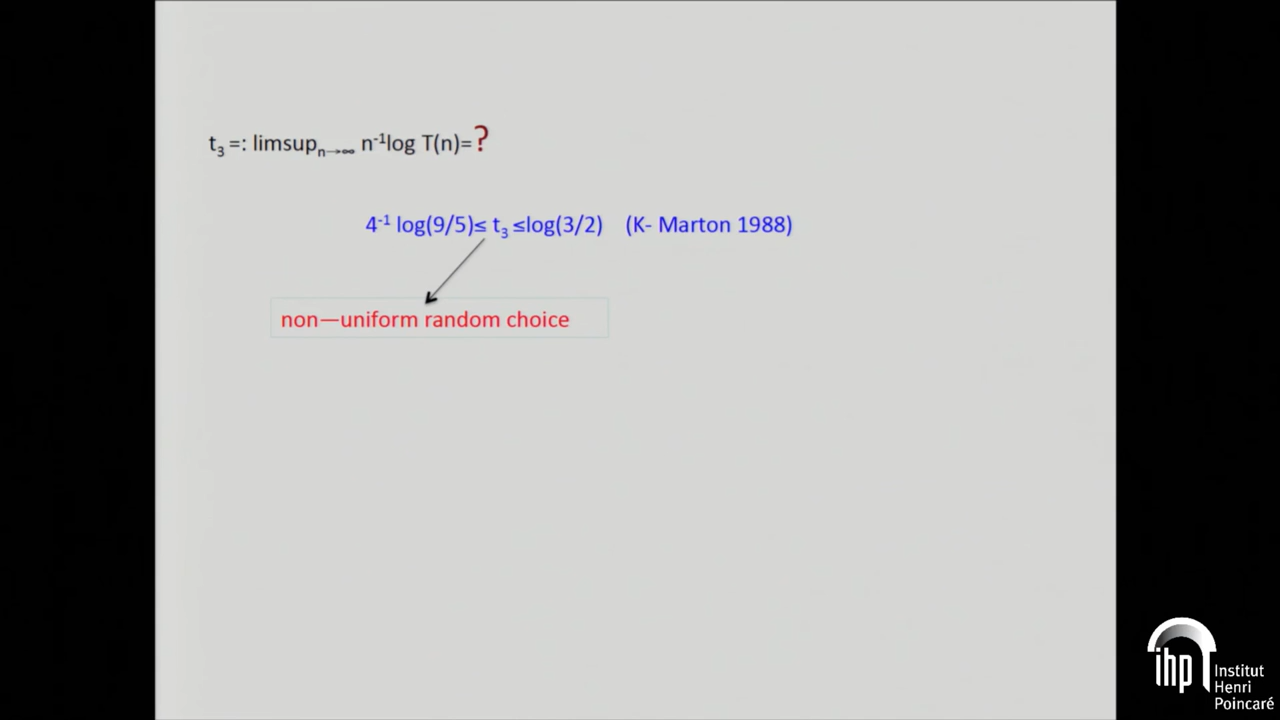 t₃ =: limsupₙ→∞ n⁻¹log T(n)=?
4⁻¹ log(9/5)≤ t₃ ≤log(3/2) (K- Marton 1988)
non—uniform random choice
ihp Institut
Henri
Poincaré